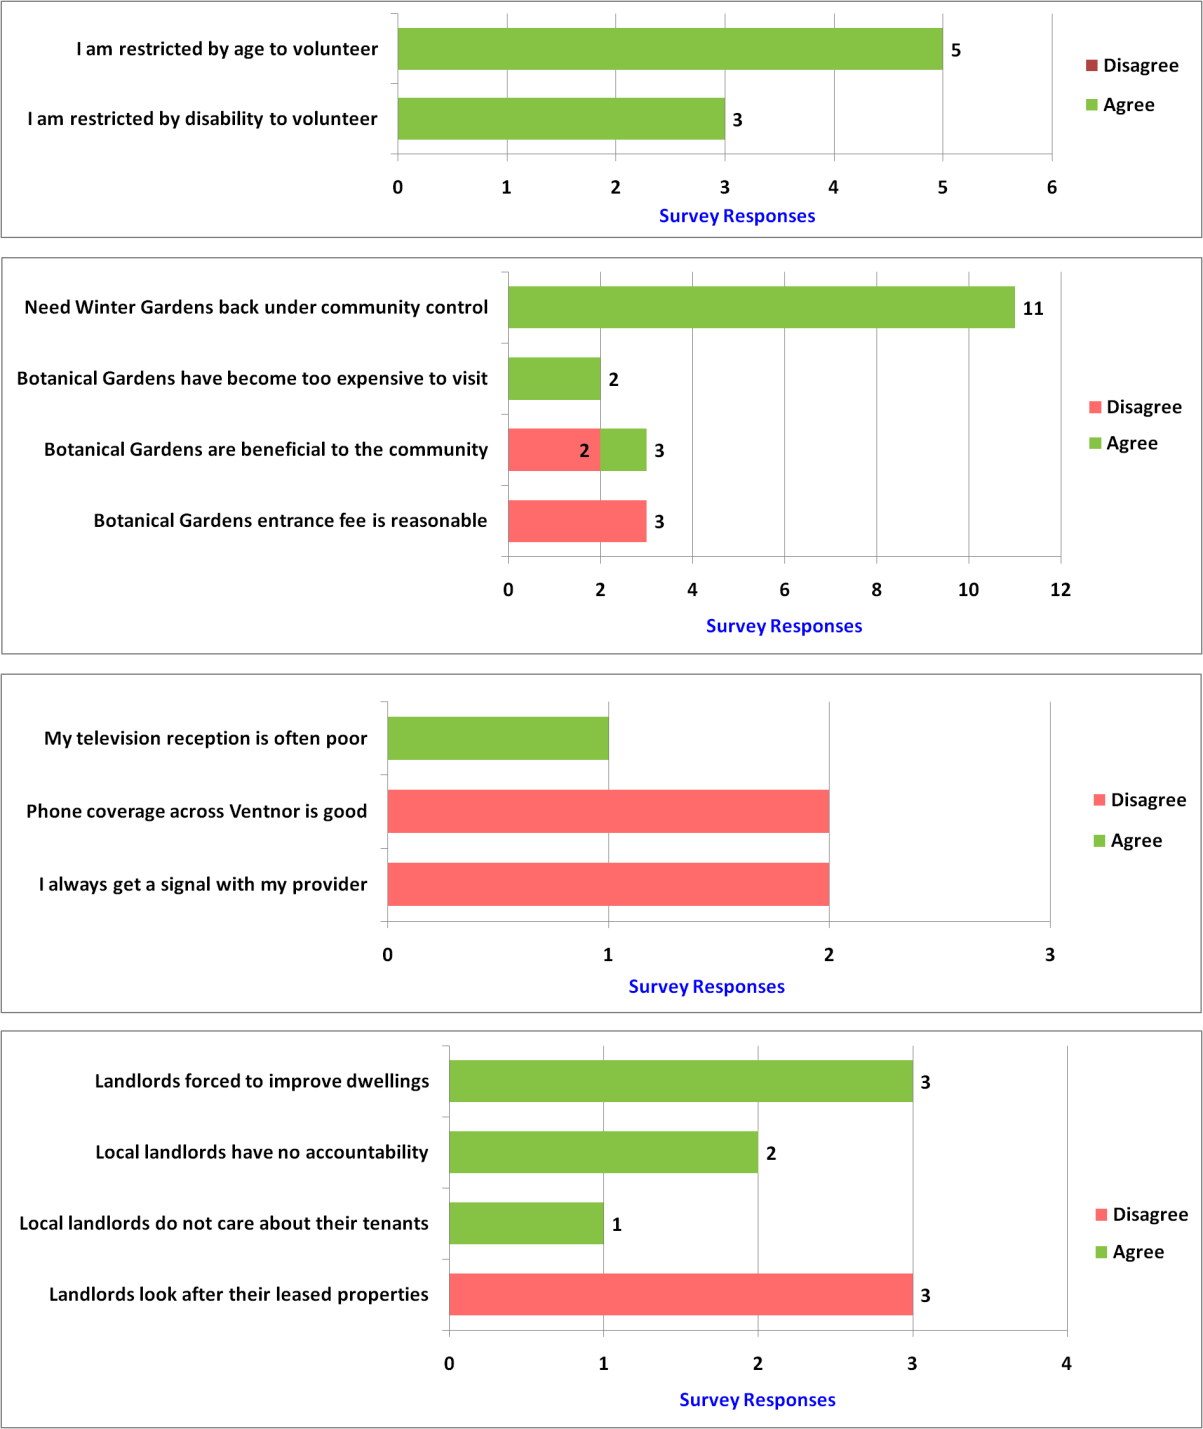 I am restricted by age to volunteer
5
I am restricted by disability to volunteer
3
Disagree
Agree
0 1 2 3 4 5 6
Survey Responses
Need Winter Gardens back under community control
11
Botanical Gardens have become too expensive to visit
2
Botanical Gardens are beneficial to the community
2 3
Botanical Gardens entrance fee is reasonable
3
Disagree
Agree
0 2 4 6 8 10 12
Survey Responses
My television reception is often poor
Phone coverage across Ventnor is good
I always get a signal with my provider
Disagree
Agree
0 1 2 3
Survey Responses
Landlords forced to improve dwellings
3
Local landlords have no accountability
2
Local landlords do not care about their tenants
1
Landlords look after their leased properties
3
Disagree
Agree
0 1 2 3 4
Survey Responses